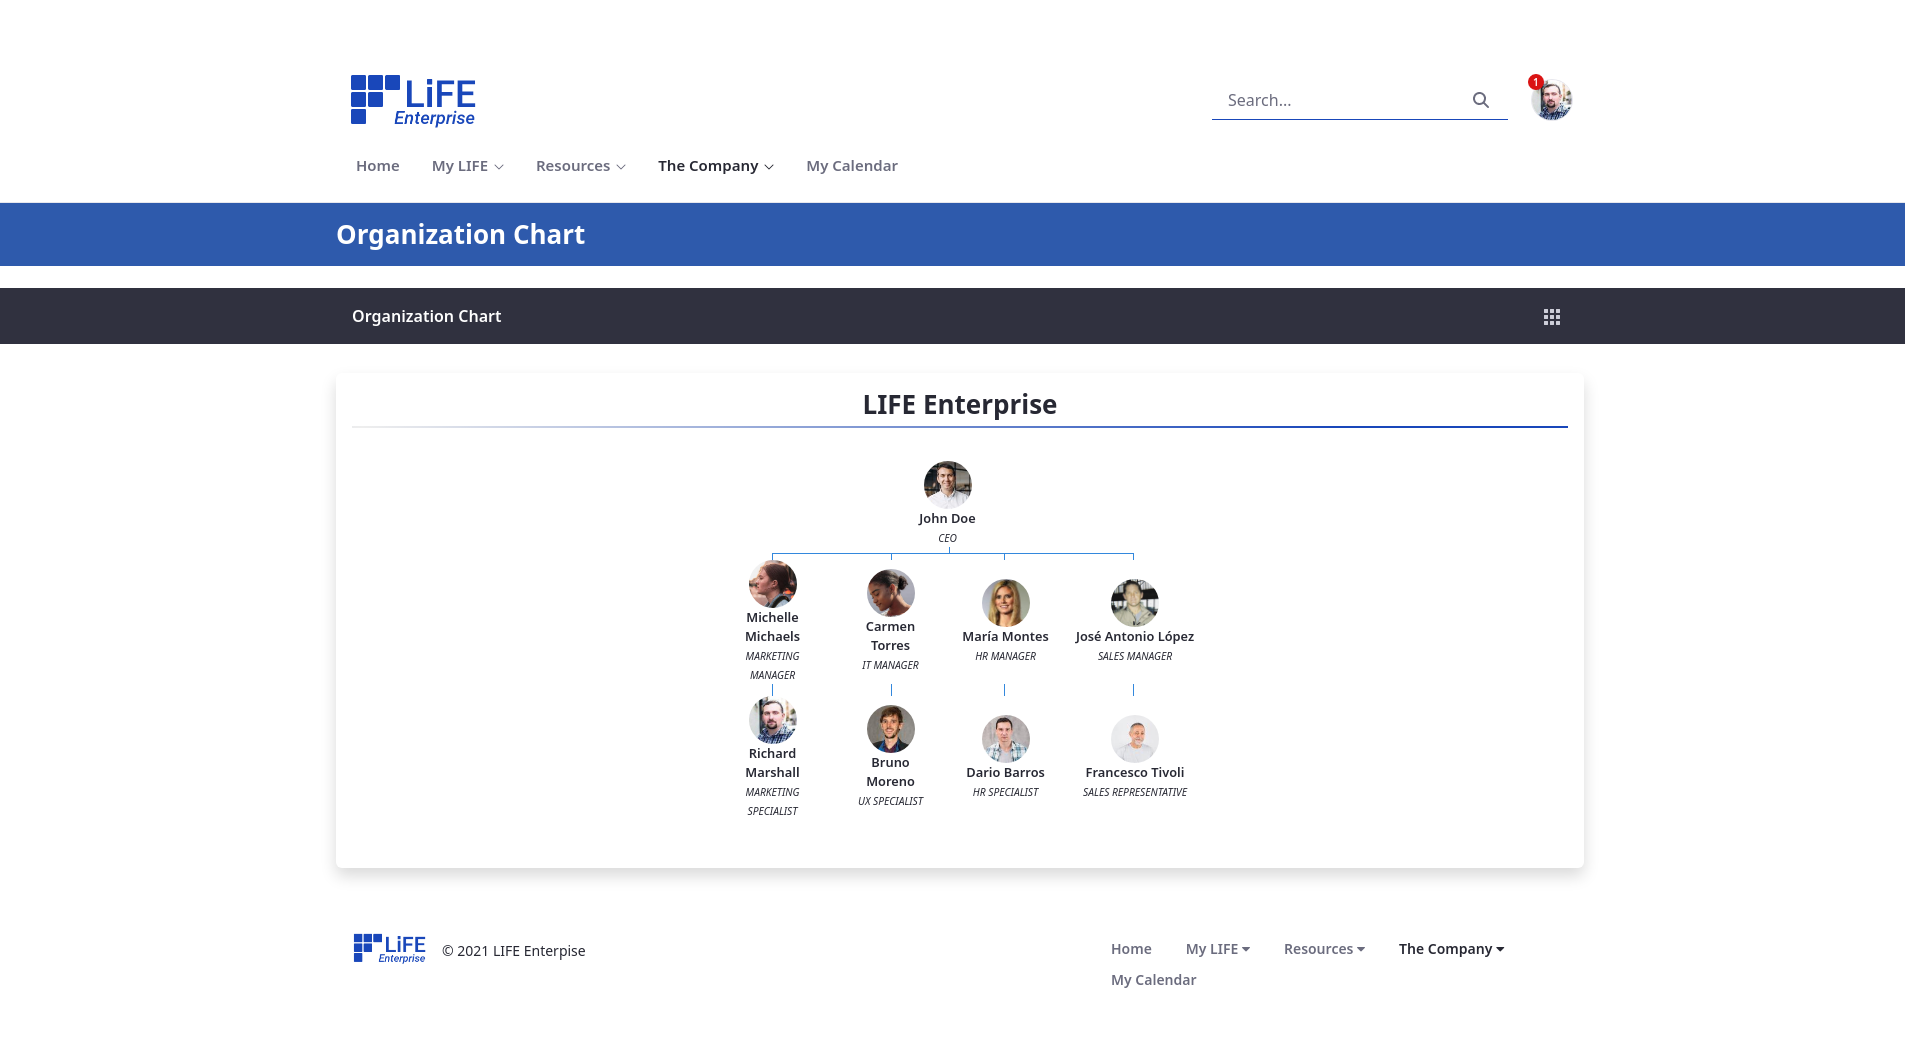 LiFE
Enterprise
Search...
1
Home
My LIFE
Resources
The Company
My Calendar
Organization Chart
Organization Chart
LIFE Enterprise
John Doe
CEO
Michelle
Michaels
MARKETING
MANAGER
Carmen
Torres
IT MANAGER
María Montes
HR MANAGER
José Antonio López
SALES MANAGER
Richard
Marshall
MARKETING
SPECIALIST
Bruno
Moreno
UX SPECIALIST
Dario Barros
HR SPECIALIST
Francesco Tivoli
SALES REPRESENTATIVE
LiFE
Enterprise
© 2021 LIFE Enterpise
Home
My LIFE
Resources
The Company
My Calendar